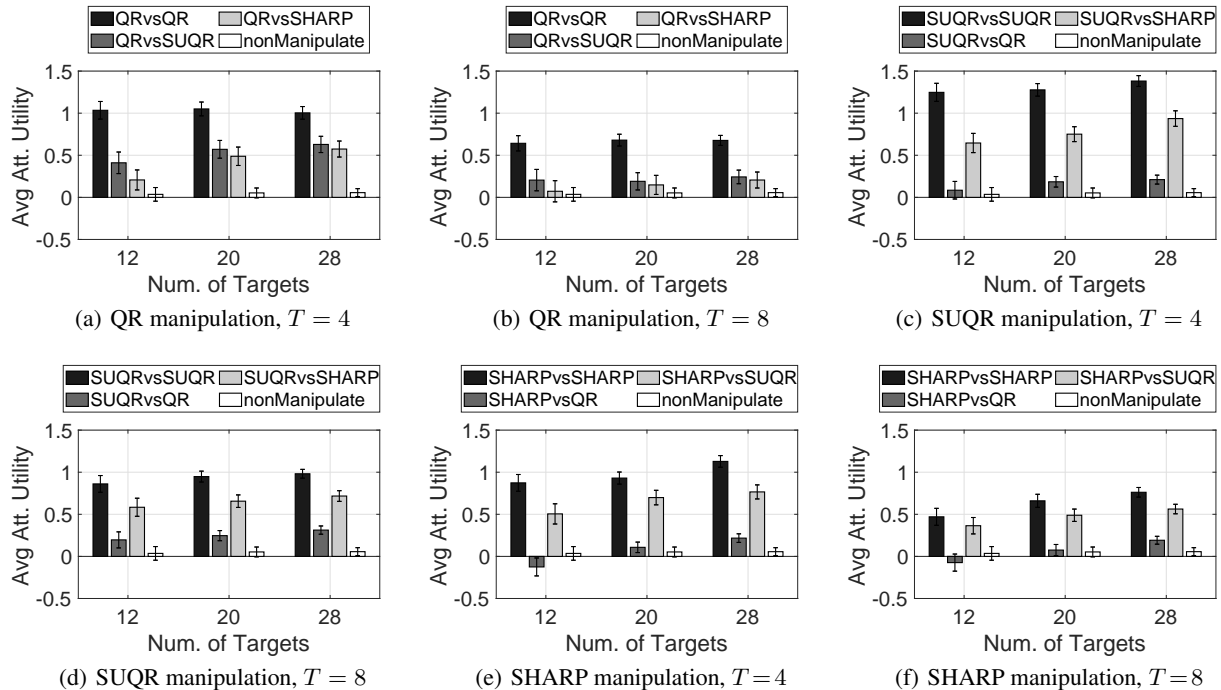 QRvsQR QRvsSHARP
QRvsSUQR nonManipulate
Avg Att. Utility
1.5
1
0.5
0
-0.5
12 20 28
Num. of Targets
(a) QR manipulation, T = 4
QRvsQR QRvsSHARP
QRvsSUQR nonManipulate
Avg Att. Utility
1.5
1
0.5
0
-0.5
12 20 28
Num. of Targets
(b) QR manipulation, T = 8
SUQRvsSUQR SUQRvsSHARP
SUQRvsQR nonManipulate
Avg Att. Utility
1.5
1
0.5
0
-0.5
12 20 28
Num. of Targets
(c) SUQR manipulation, T = 4
SUQRvsSUQR SUQRvsSHARP
SUQRvsQR nonManipulate
Avg Att. Utility
1.5
1
0.5
0
-0.5
12 20 28
Num. of Targets
(d) SUQR manipulation, T = 8
SHARPvsSHARP SHARPvsSUQR
SHARPvsQR nonManipulate
Avg Att. Utility
1.5
1
0.5
0
-0.5
12 20 28
Num. of Targets
(e) SHARP manipulation, T = 4
SHARPvsSHARP SHARPvsSUQR
SHARPvsQR nonManipulate
Avg Att. Utility
1.5
1
0.5
0
-0.5
12 20 28
Num. of Targets
(f) SHARP manipulation, T = 8